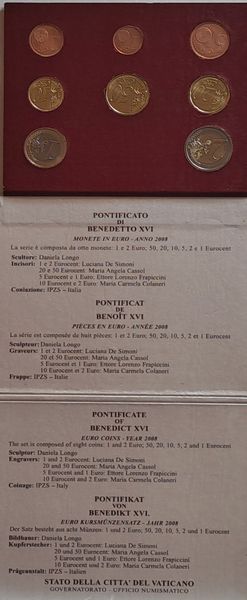 PONTIFICATO
DI
BENEDETTO XVI
MONETE IN EURO - ANNO 2008
La serie è composta da otto monete: 1 e 2 Euro; 50, 20, 10, 5, 2 e 1 Eurocent
Scultore: Daniela Longo
Incisori: 1 e 2 Eurocent: Luciana De Simoni
20 e 50 Eurocent: Maria Angela Cassol
5 Eurocent e 1 Euro: Ettore Lorenzo Frapiccini
10 Eurocent e 2 Euro: Maria Carmela Colaneri
Coniazione: IPZS – Italia
PONTIFICAT
DE
BENOÎT XVI
PIÈCES EN EURO - ANNÉE 2008
La série est composée de huit pièces: 1 et 2 Euro; 50, 20, 10, 5, 2 et 1 Eurocent
Sculpteur: Daniela Longo
Graveurs: 1 et 2 Eurocent: Luciana De Simoni
20 et 50 Eurocent: Maria Angela Cassol
5 Eurocent et 1 Euro: Ettore Lorenzo Frapiccini
10 Eurocent et 2 Euro: Maria Carmela Colaneri
Frappe: IPZS – Italie
PONTIFICATE
OF
BENEDICT XVI
EURO COINS - YEAR 2008
The set is composed of eight coins: 1 and 2 Euro; 50, 20, 10, 5, 2 and 1 Eurocent
Sculptor: Daniela Longo
Engravers: 1 and 2 Eurocent: Luciana De Simoni
20 and 50 Eurocent: Maria Angela Cassol
5 Eurocent and 1 Euro: Ettore Lorenzo Frapiccini
10 Eurocent and 2 Euro: Maria Carmela Colaneri
Coinage: IPZS – Italy
PONTIFIKAT
VON
BENEDIKT XVI.
EURO KURSMÜNZENSATZ - JAHR 2008
Der Satz besteht aus acht Münzen: 1 und 2 Euro; 50, 20, 10, 5, 2 und 1 Eurocent
Bildhauer: Daniela Longo
Kupferstecher: 1 und 2 Eurocent: Luciana De Simoni
20 und 50 Eurocent: Maria Angela Cassol
5 Eurocent und 1 Euro: Ettore Lorenzo Frapiccini
10 Eurocent und 2 Euro: Maria Carmela Colaneri
Prägeanstalt: IPZS – Italien
STATO DELLA CITTA' DEL VATICANO
GOVERNATORATO - UFFICIO NUMISMATICO